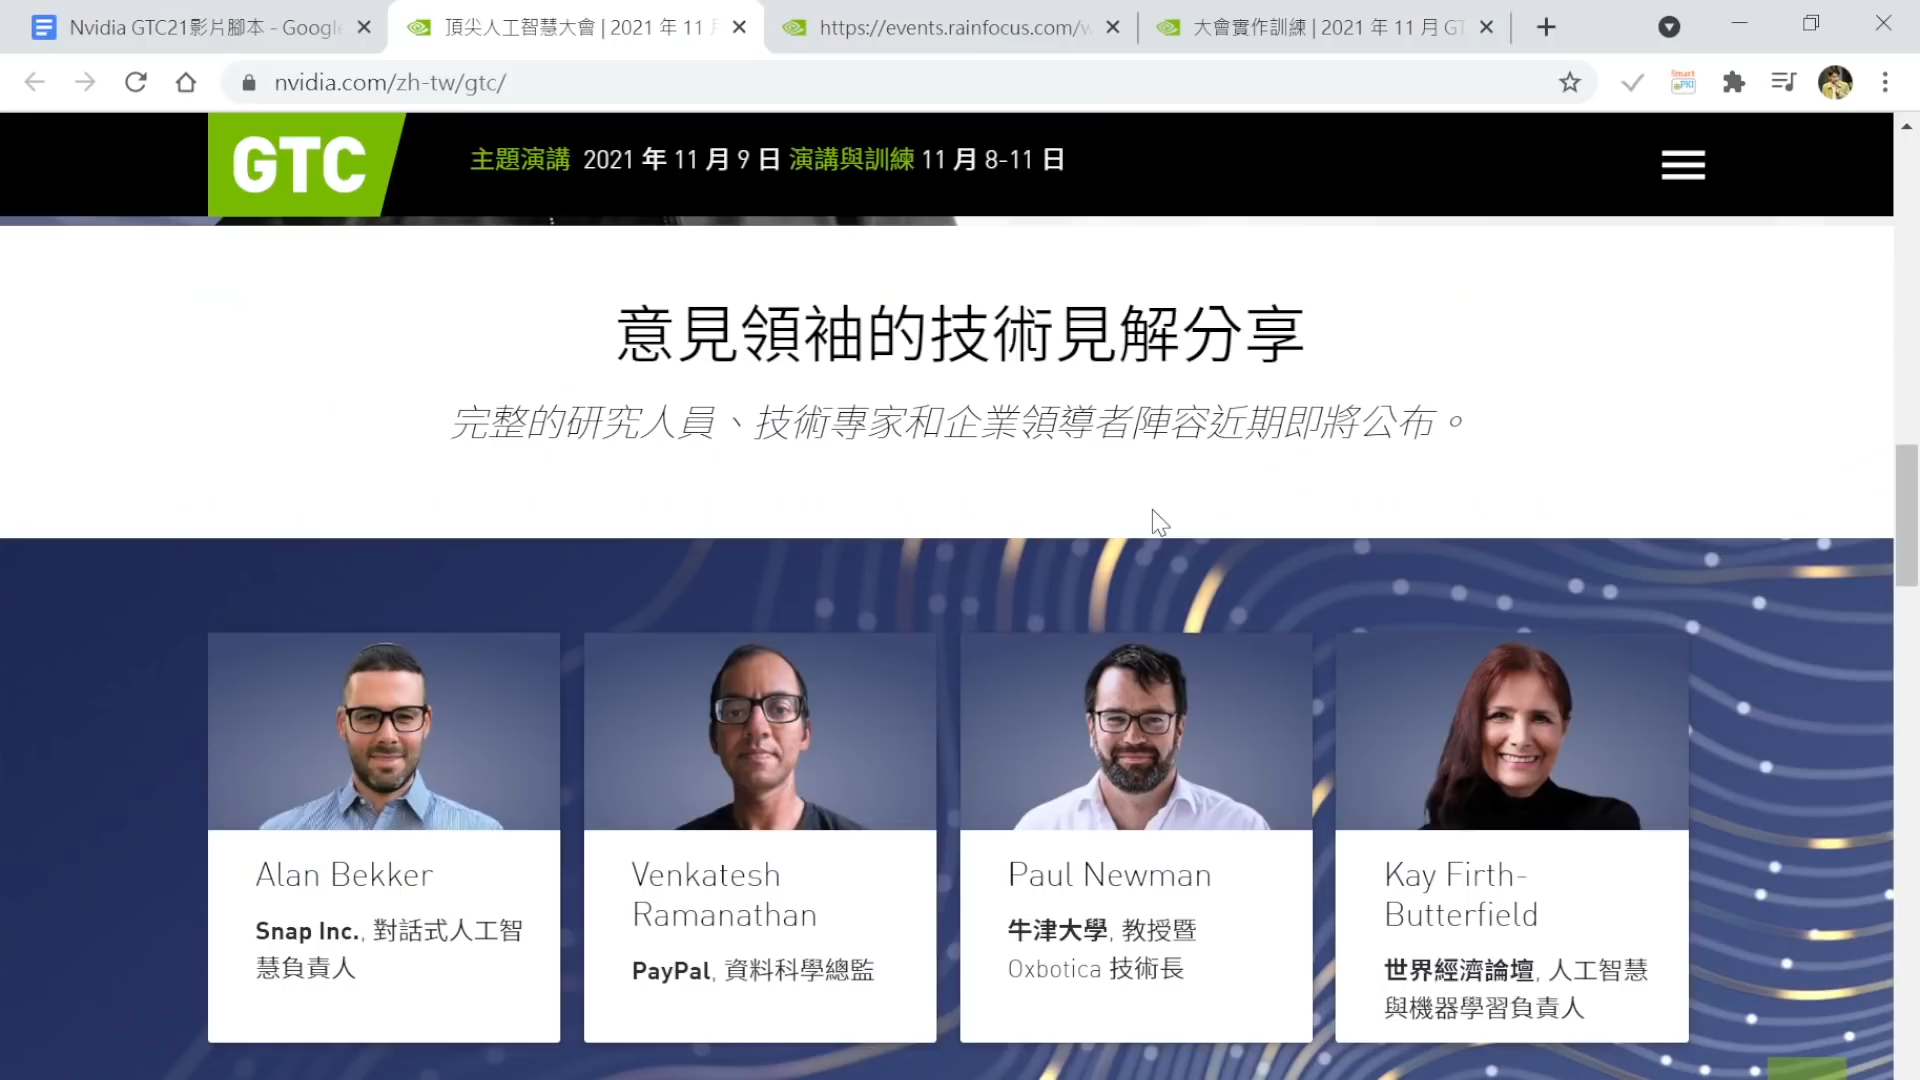 Nvidia GTC21影片腳本 - Google
頂尖人工智慧大會 | 2021 年 11 月
https://events.rainfocus.com/w
大會實作訓練 | 2021 年 11 月 GT
nvidia.com/zh-tw/gtc/
Smart
ePKI
GTC
主題演講 2021 年 11 月 9 日 演講與訓練 11 月 8-11 日
意見領袖的技術見解分享
完整的研究人員、技術專家和企業領導者陣容近期即將公布。
Alan Bekker
Snap Inc., 對話式人工智
慧負責人
Venkatesh
Ramanathan
PayPal, 資料科學總監
Paul Newman
牛津大學, 教授暨
Oxbotica 技術長
Kay Firth-
Butterfield
世界經濟論壇, 人工智慧
與機器學習負責人